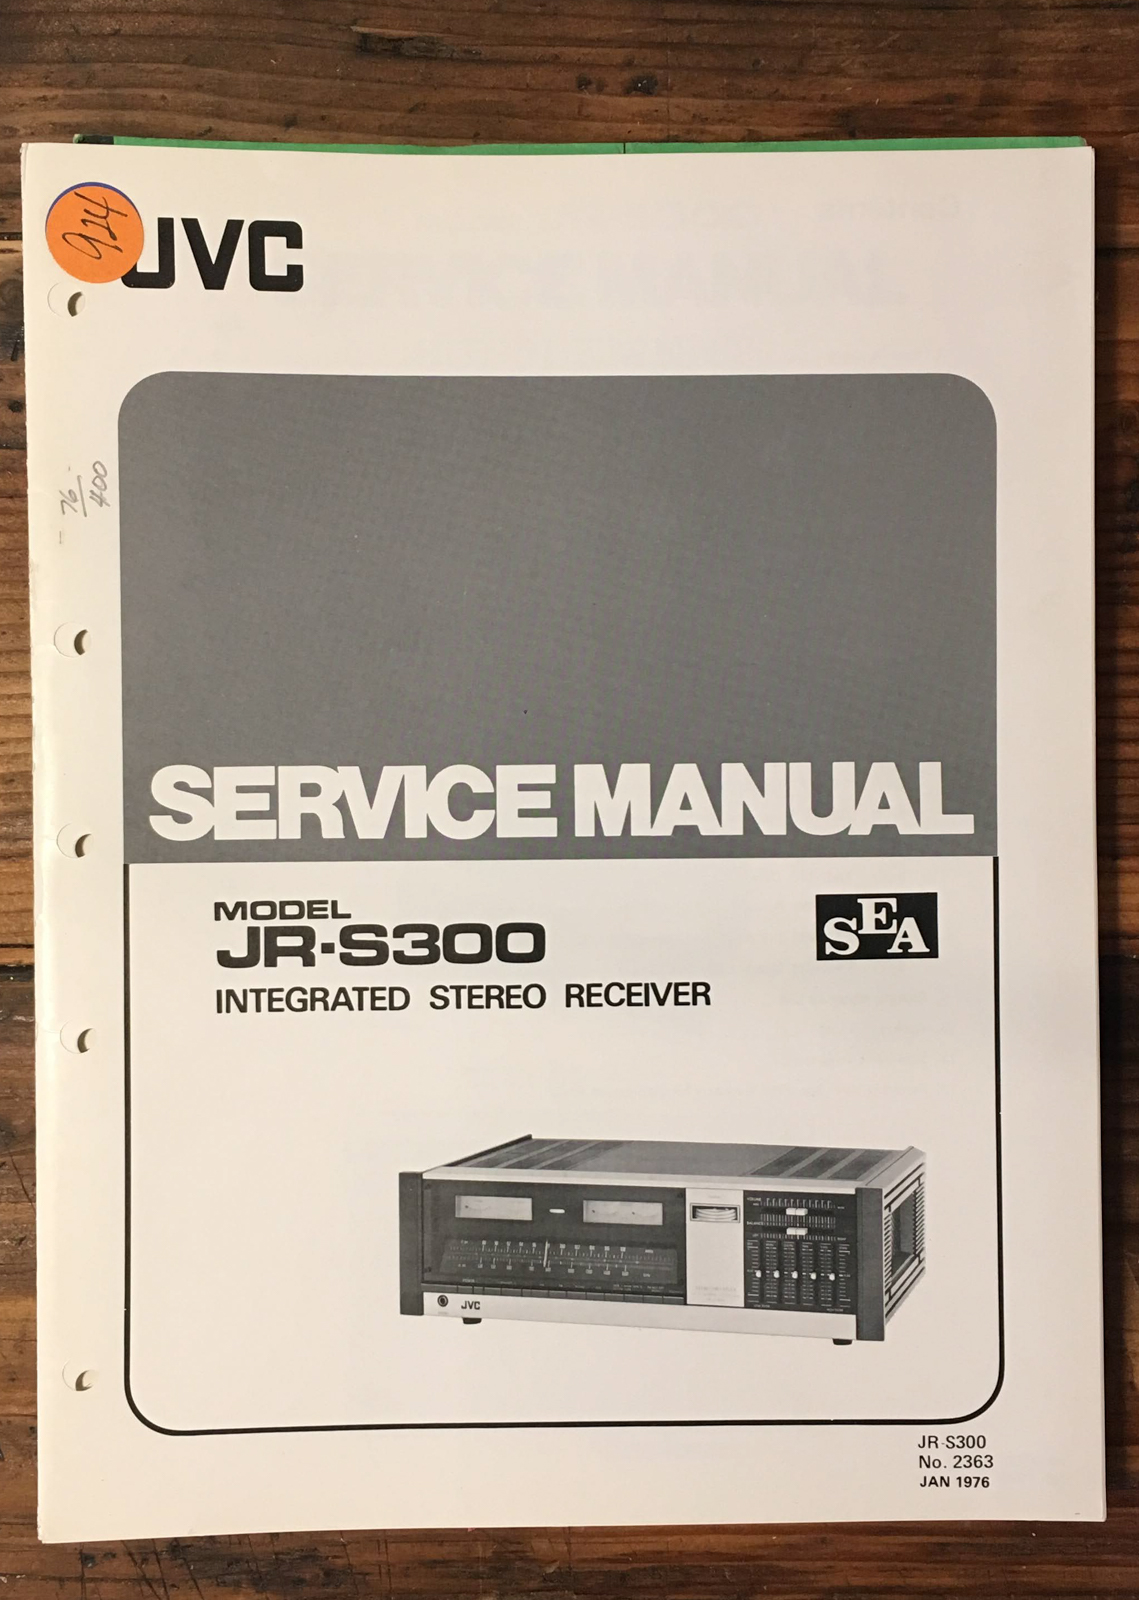 924
JVC
76
400
SERVICE MANUAL
MODEL
JR-S300
SEA
INTEGRATED STEREO RECEIVER
JVC
JR-S300
No. 2363
JAN 1976